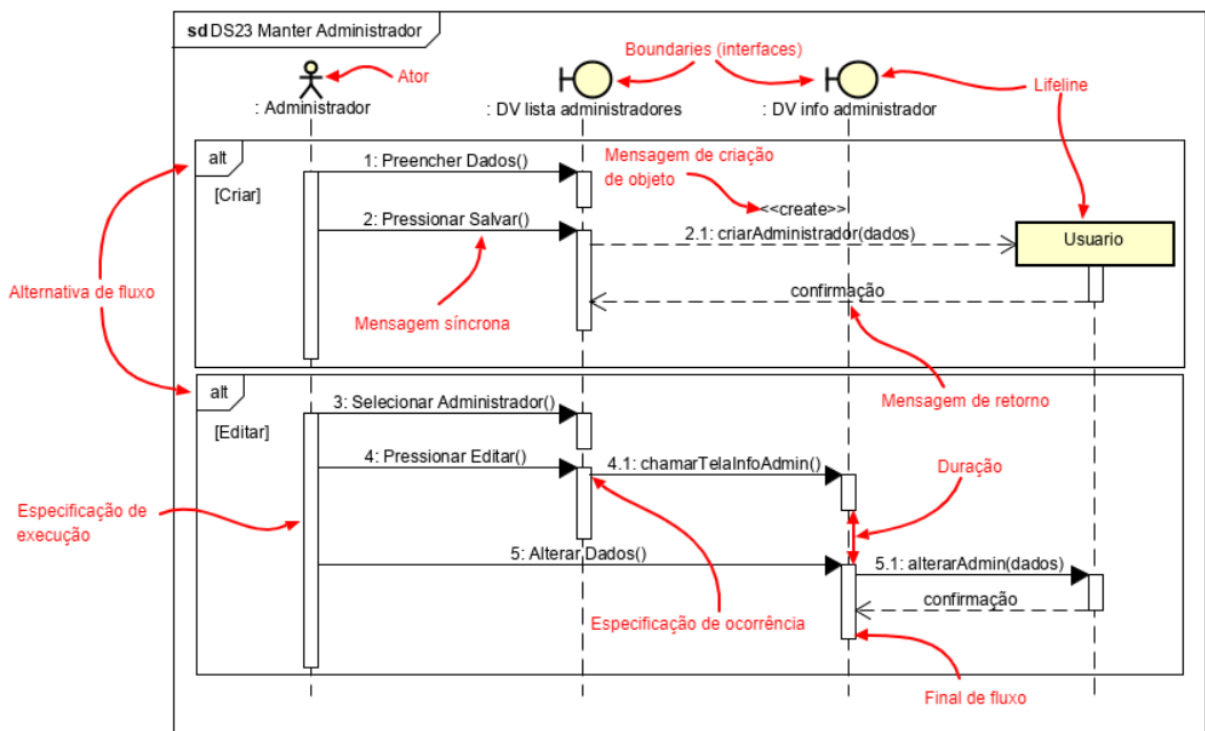 sd DS23 Manter Administrador
Boundaries (interfaces)
Ator
Lifeline
: Administrador
: DV lista administradores
: DV info administrador
alt
[Criar]
1: Preencher Dados()
Mensagem de criação
de objeto
<<create>>
2: Pressionar Salvar()
2.1: criarAdministrador(dados)
Usuario
Alternativa de fluxo
confirmação
Mensagem síncrona
alt
[Editar]
3: Selecionar Administrador()
Mensagem de retorno
4: Pressionar Editar()
4.1: chamarTelaInfoAdmin()
Duração
Especificação de
execução
5: Alterar Dados()
5.1: alterarAdmin(dados)
confirmação
Especificação de ocorrência
Final de fluxo